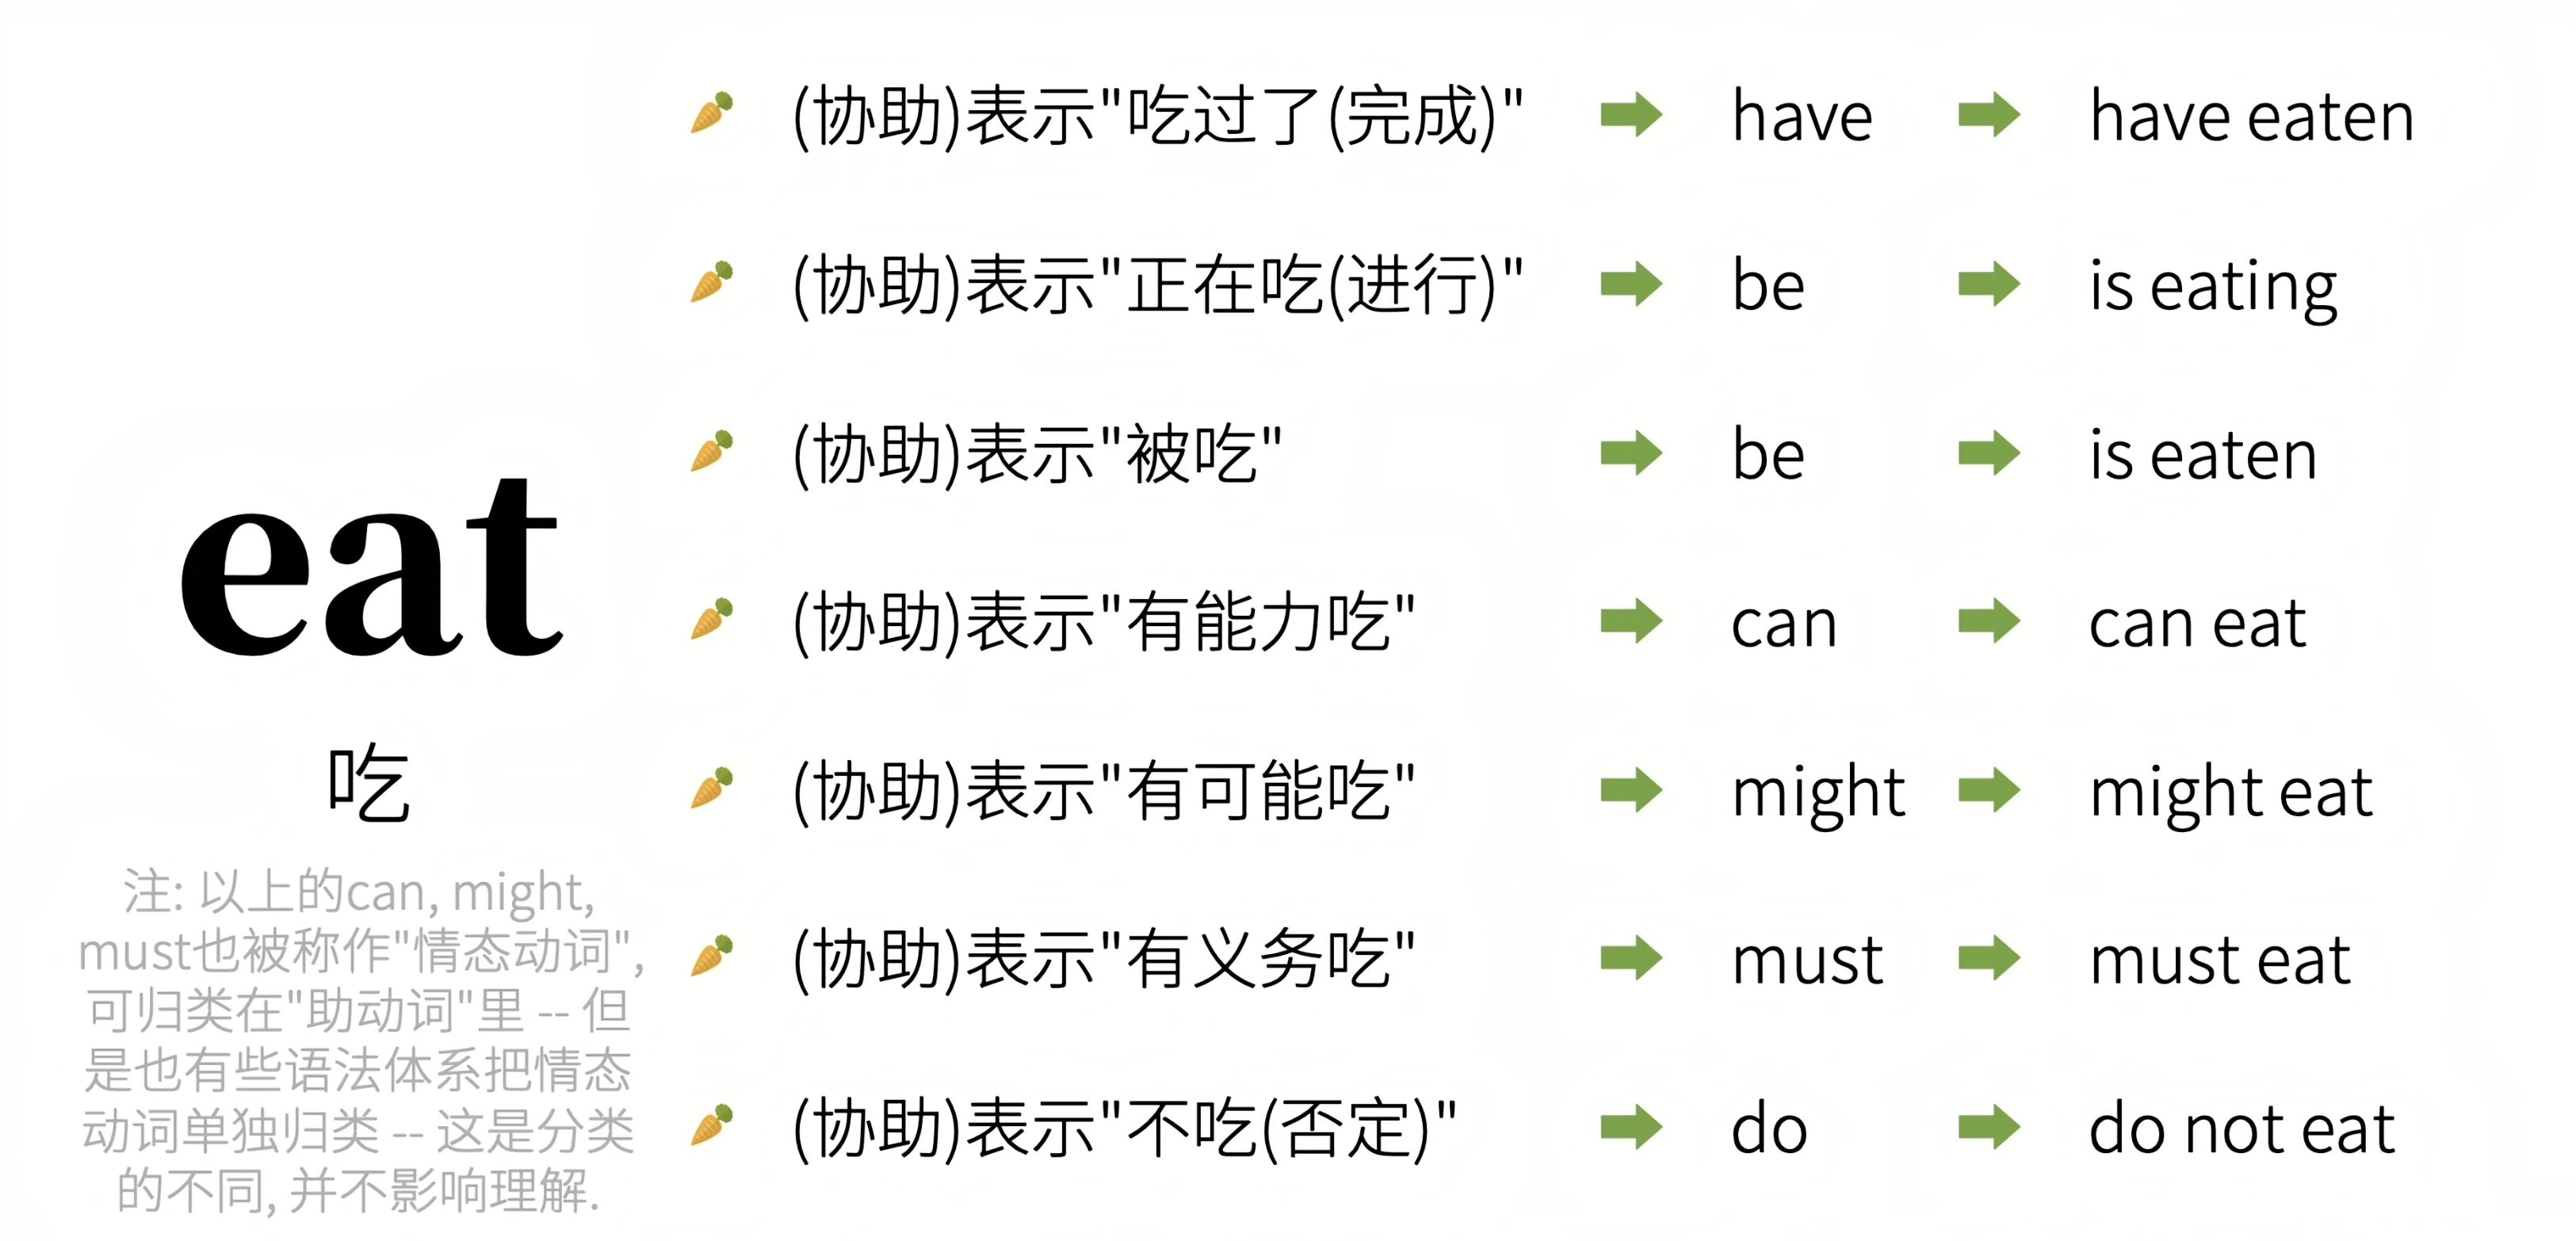 (协助)表示"吃过了(完成)" have have eaten
(协助)表示"正在吃(进行)" be is eating
(协助)表示"被吃" be is eaten
(协助)表示"有能力吃" can can eat
(协助)表示"有可能吃" might might eat
(协助)表示"有义务吃" must must eat
(协助)表示"不吃(否定)" do do not eat
eat
吃
注: 以上的can, might,
must也被称作"情态动词",
可归类在"助动词"里 -- 但
是也有些语法体系把情态
动词单独归类 -- 这是分类
的不同, 并不影响理解.